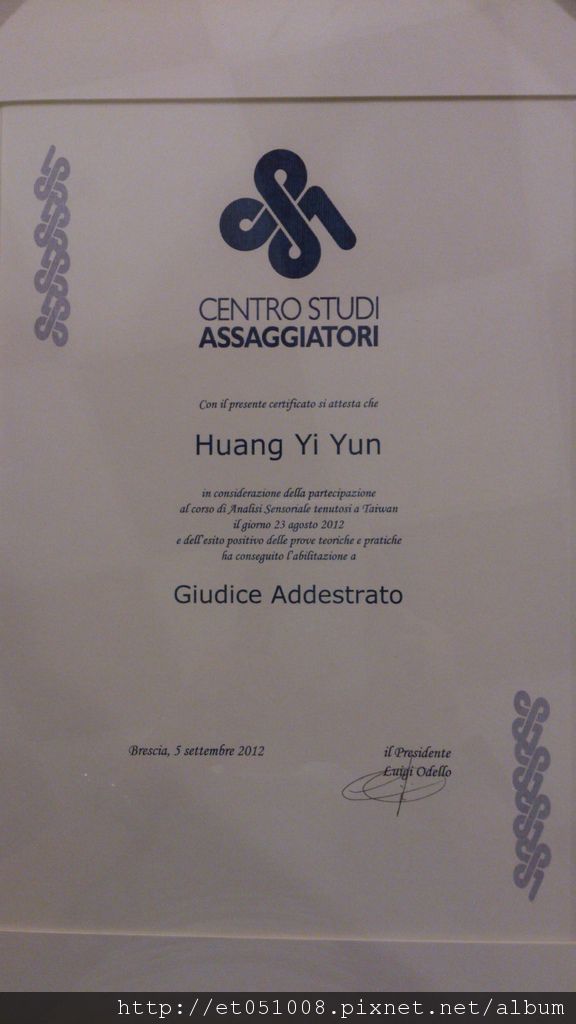 CENTRO STUDI
ASSAGGIATORI
Con il presente certificato si attesta che
Huang Yi Yun
in considerazione della partecipazione
al corso di Analisi Sensoriale tenutosi a Taiwan
il giorno 23 agosto 2012
e dell'esito positivo delle prove teoriche e pratiche
ha conseguito l'abilitazione a
Giudice Addestrato
Brescia, 5 settembre 2012
il Presidente
Luigi Odello
http://et051008.pixnet.net/album